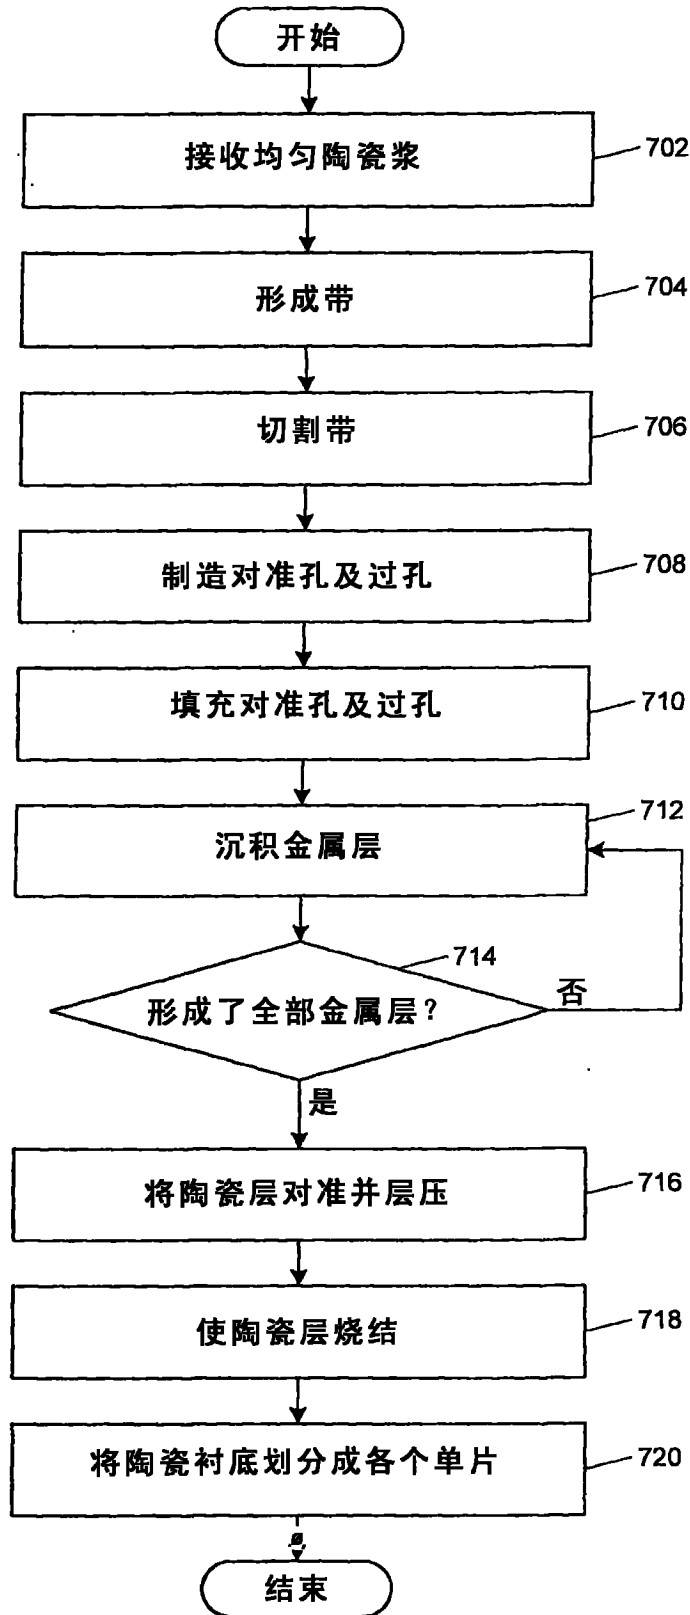 开始
接收均匀陶瓷浆
702
形成带
704
切割带
706
制造对准孔及过孔
708
填充对准孔及过孔
710
沉积金属层
712
714
形成了全部金属层？
否
是
将陶瓷层对准并层压
716
使陶瓷层烧结
718
将陶瓷衬底划分成各个单片
720
结束